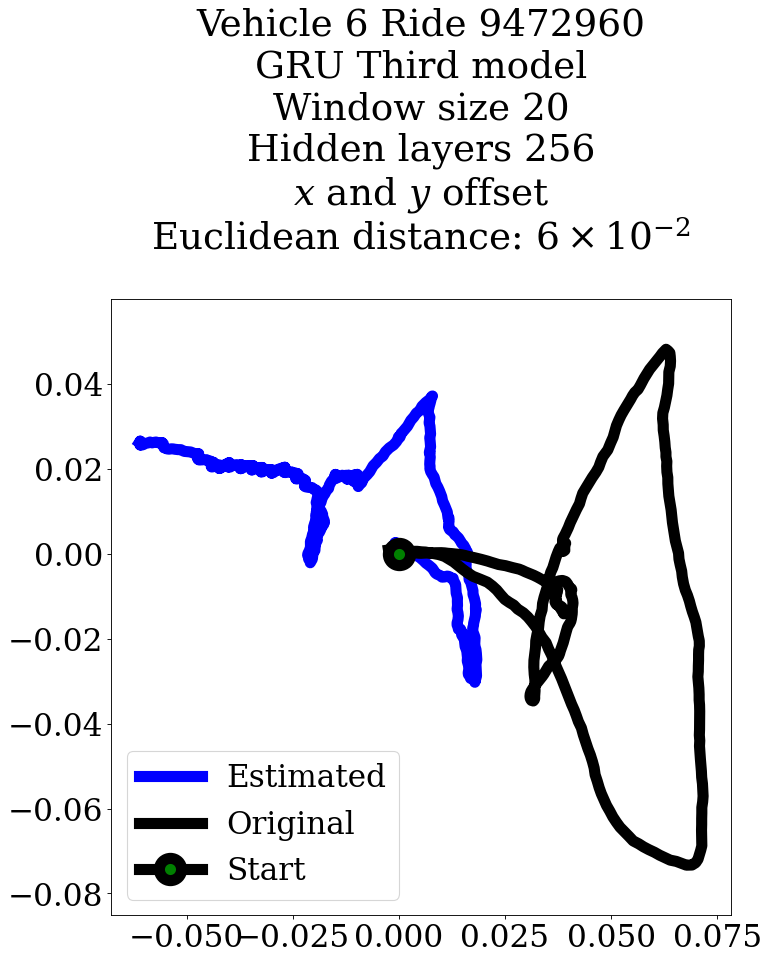 Vehicle 6 Ride 9472960
GRU Third model
Window size 20
Hidden layers 256
x and y offset
Euclidean distance: 6 × 10⁻²
0.04
0.02
0.00
−0.02
−0.04
−0.06
−0.08
Estimated
Original
Start
−0.050 −0.025 0.000 0.025 0.050 0.075